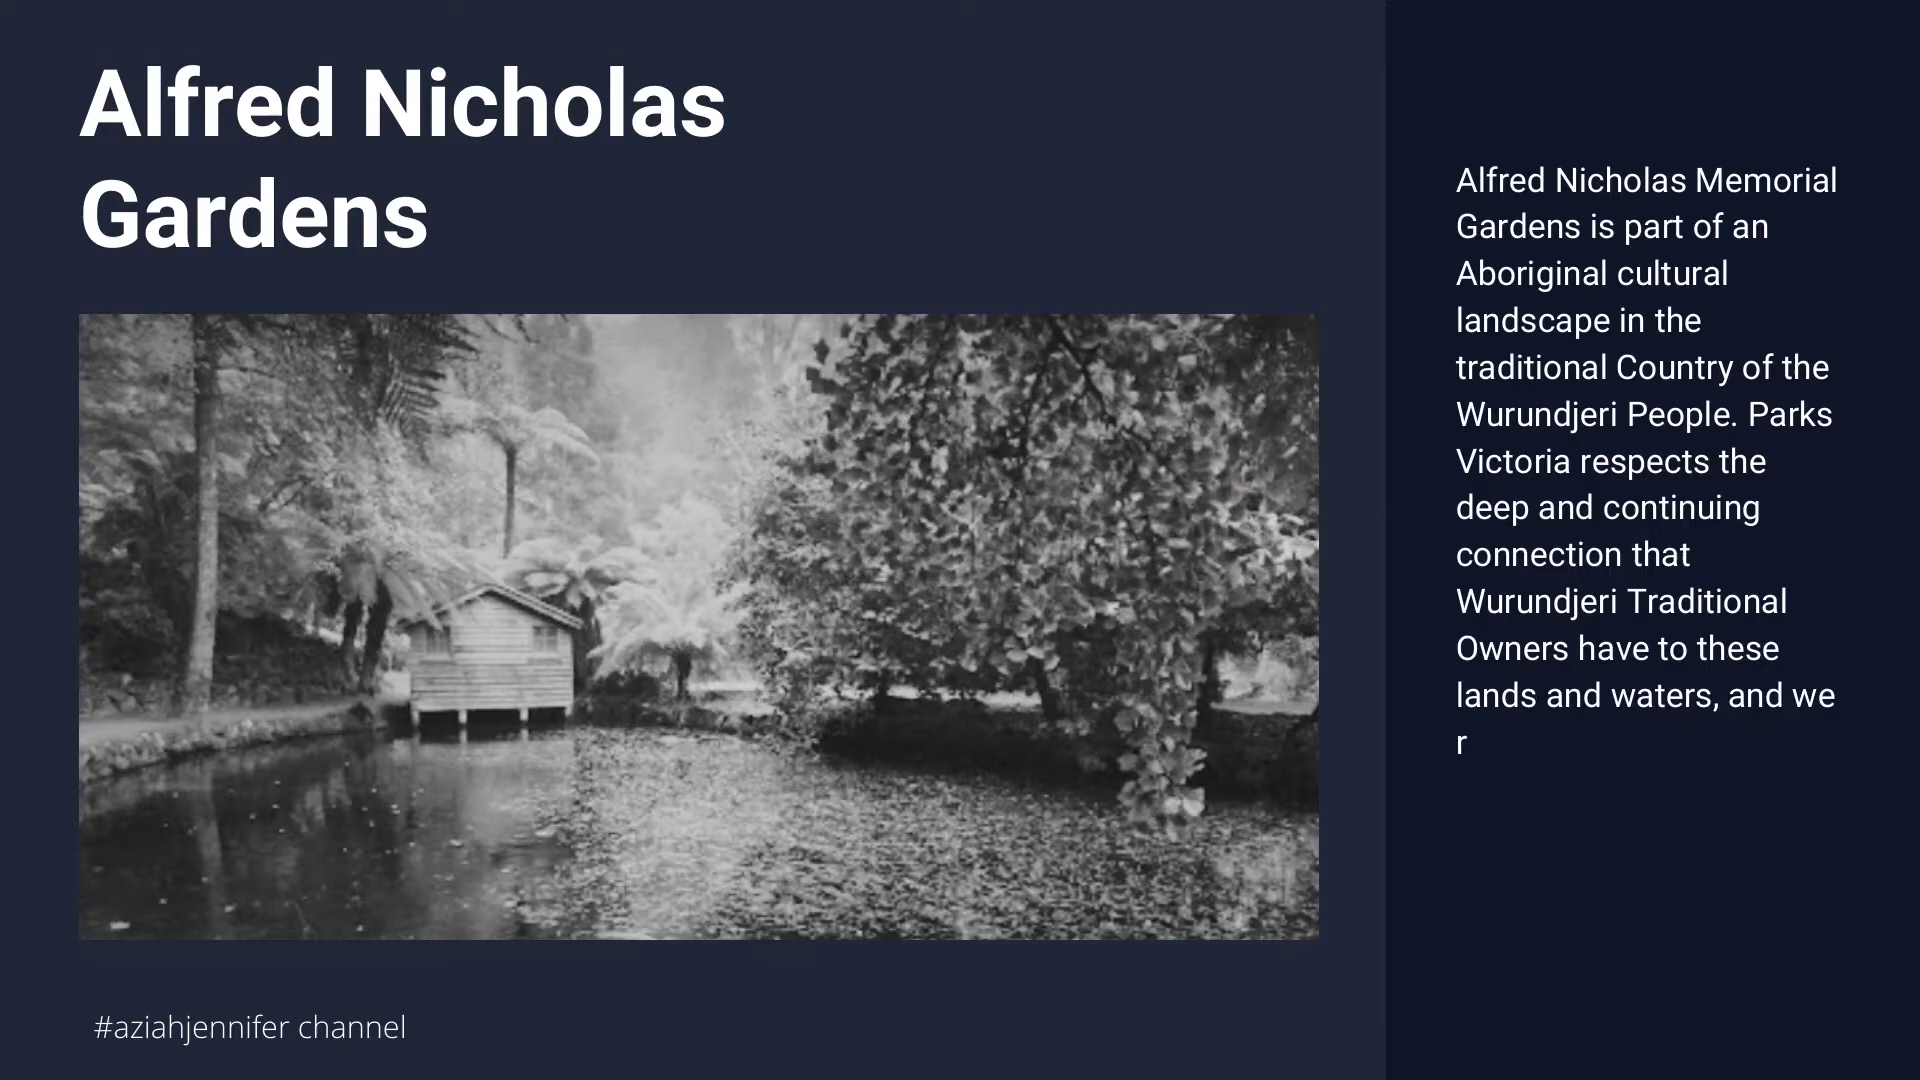 Alfred Nicholas
Gardens
Alfred Nicholas Memorial
Gardens is part of an
Aboriginal cultural
landscape in the
traditional Country of the
Wurundjeri People. Parks
Victoria respects the
deep and continuing
connection that
Wurundjeri Traditional
Owners have to these
lands and waters, and we
r
#aziahjennifer channel